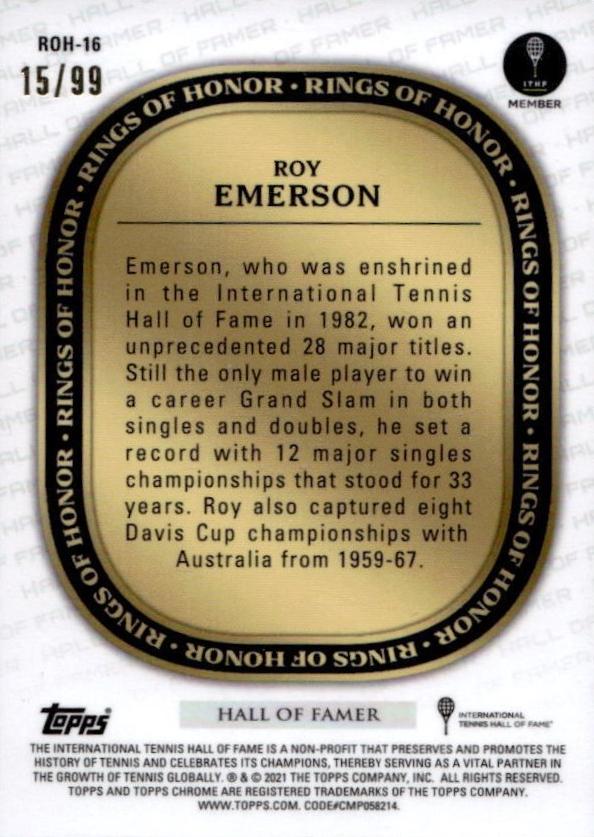 ROH-16
15/99
ITHF
MEMBER
RINGS OF HONOR • RINGS OF HONOR • RINGS OF HONOR • RINGS OF HONOR • RINGS OF HONOR • RINGS OF HONOR • RINGS OF HONOR • RINGS OF HONOR •
ROY
EMERSON
Emerson, who was enshrined
in the International Tennis
Hall of Fame in 1982, won an
unprecedented 28 major titles.
Still the only male player to win
a career Grand Slam in both
singles and doubles, he set a
record with 12 major singles
championships that stood for 33
years. Roy also captured eight
Davis Cup championships with
Australia from 1959-67.
Topps
HALL OF FAMER
INTERNATIONAL
TENNIS HALL OF FAME
THE INTERNATIONAL TENNIS HALL OF FAME IS A NON-PROFIT THAT PRESERVES AND PROMOTES THE
HISTORY OF TENNIS AND CELEBRATES ITS CHAMPIONS, THEREBY SERVING AS A VITAL PARTNER IN
THE GROWTH OF TENNIS GLOBALLY. ® & © 2021 THE TOPPS COMPANY, INC. ALL RIGHTS RESERVED.
TOPPS AND TOPPS CHROME ARE REGISTERED TRADEMARKS OF THE TOPPS COMPANY.
WWW.TOPPS.COM. CODE#CMP058214.